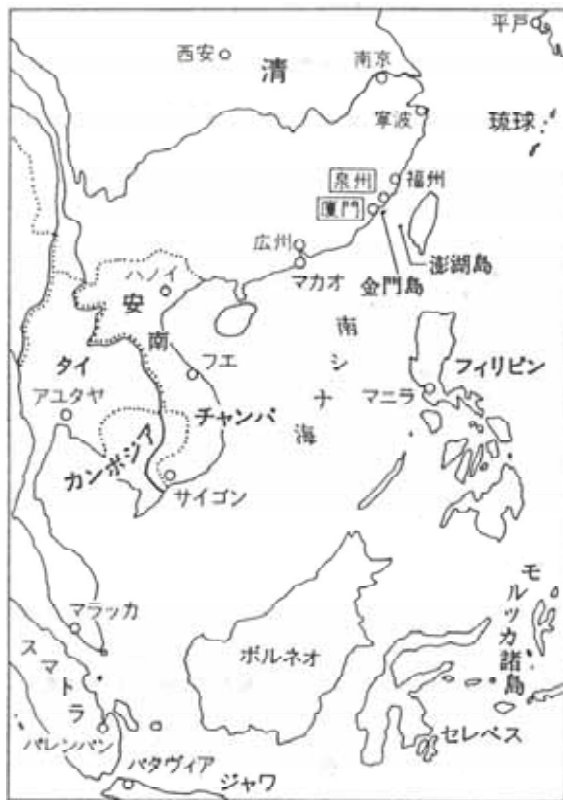 平戸
西安
清
南京
寧波
琉球
泉州
福州
厦門
広州
マカオ
金門島
澎湖島
ハノイ
安南
南シナ海
タイ
フエ
アユタヤ
チャンパ
カンボジア
サイゴン
フィリピン
マニラ
モルッカ諸島
マラッカ
スマトラ
ボルネオ
パレンバン
セレベス
バタヴィア
ジャワ